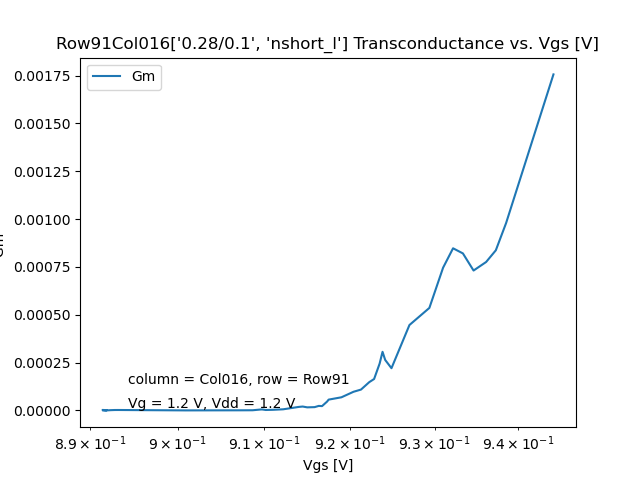 Row91Col016['0.28/0.1', 'nshort_l'] Transconductance vs. Vgs [V]
Gm
0.00175
0.00150
0.00125
0.00100
0.00075
0.00050
0.00025
0.00000
Gm
column = Col016, row = Row91
Vg = 1.2 V, Vdd = 1.2 V
8.9 × 10⁻¹ 9 × 10⁻¹ 9.1 × 10⁻¹ 9.2 × 10⁻¹ 9.3 × 10⁻¹ 9.4 × 10⁻¹
Vgs [V]